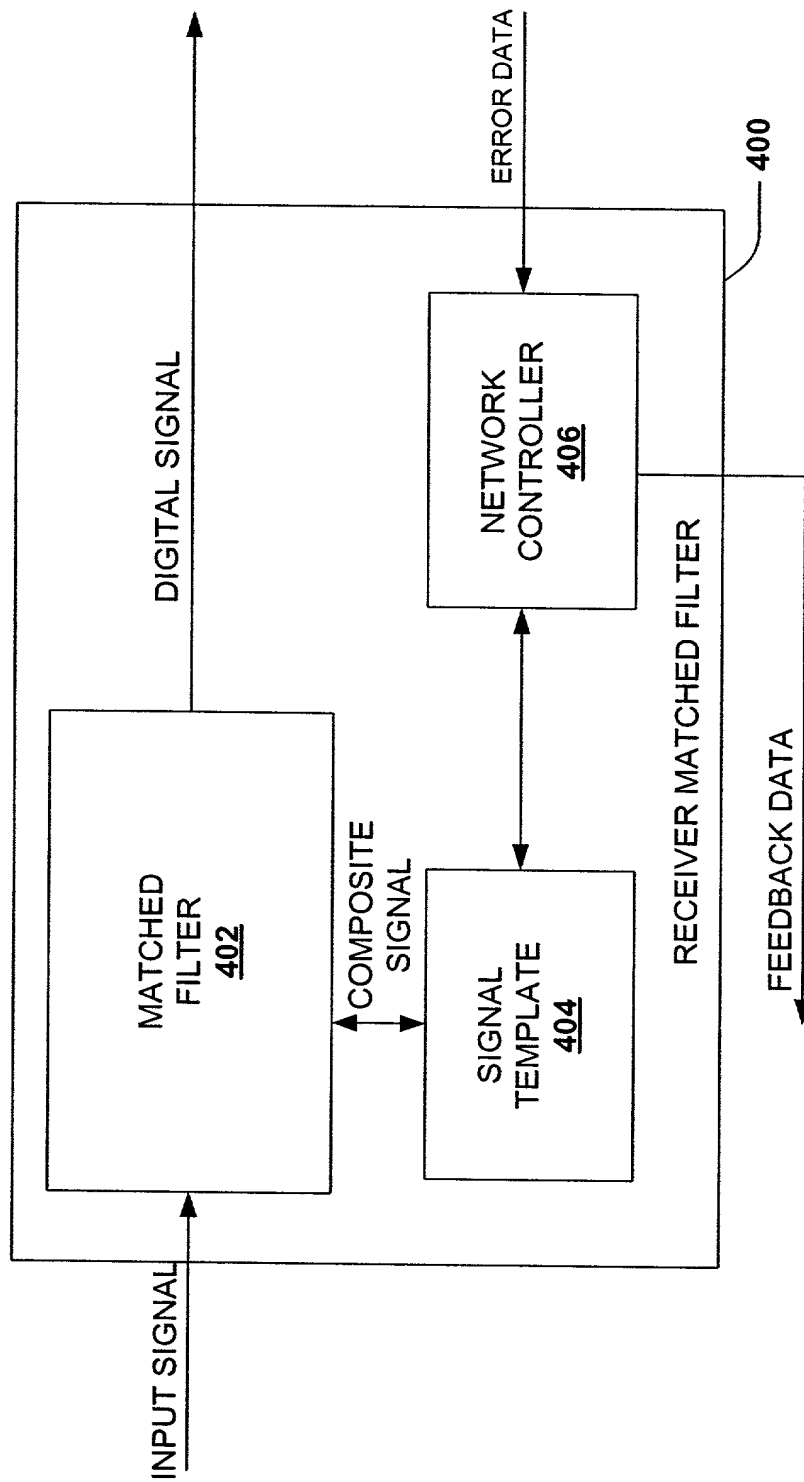 INPUT SIGNAL
MATCHED
FILTER
402
DIGITAL SIGNAL
COMPOSITE
SIGNAL
SIGNAL
TEMPLATE
404
NETWORK
CONTROLLER
406
ERROR DATA
RECEIVER MATCHED FILTER
400
FEEDBACK DATA